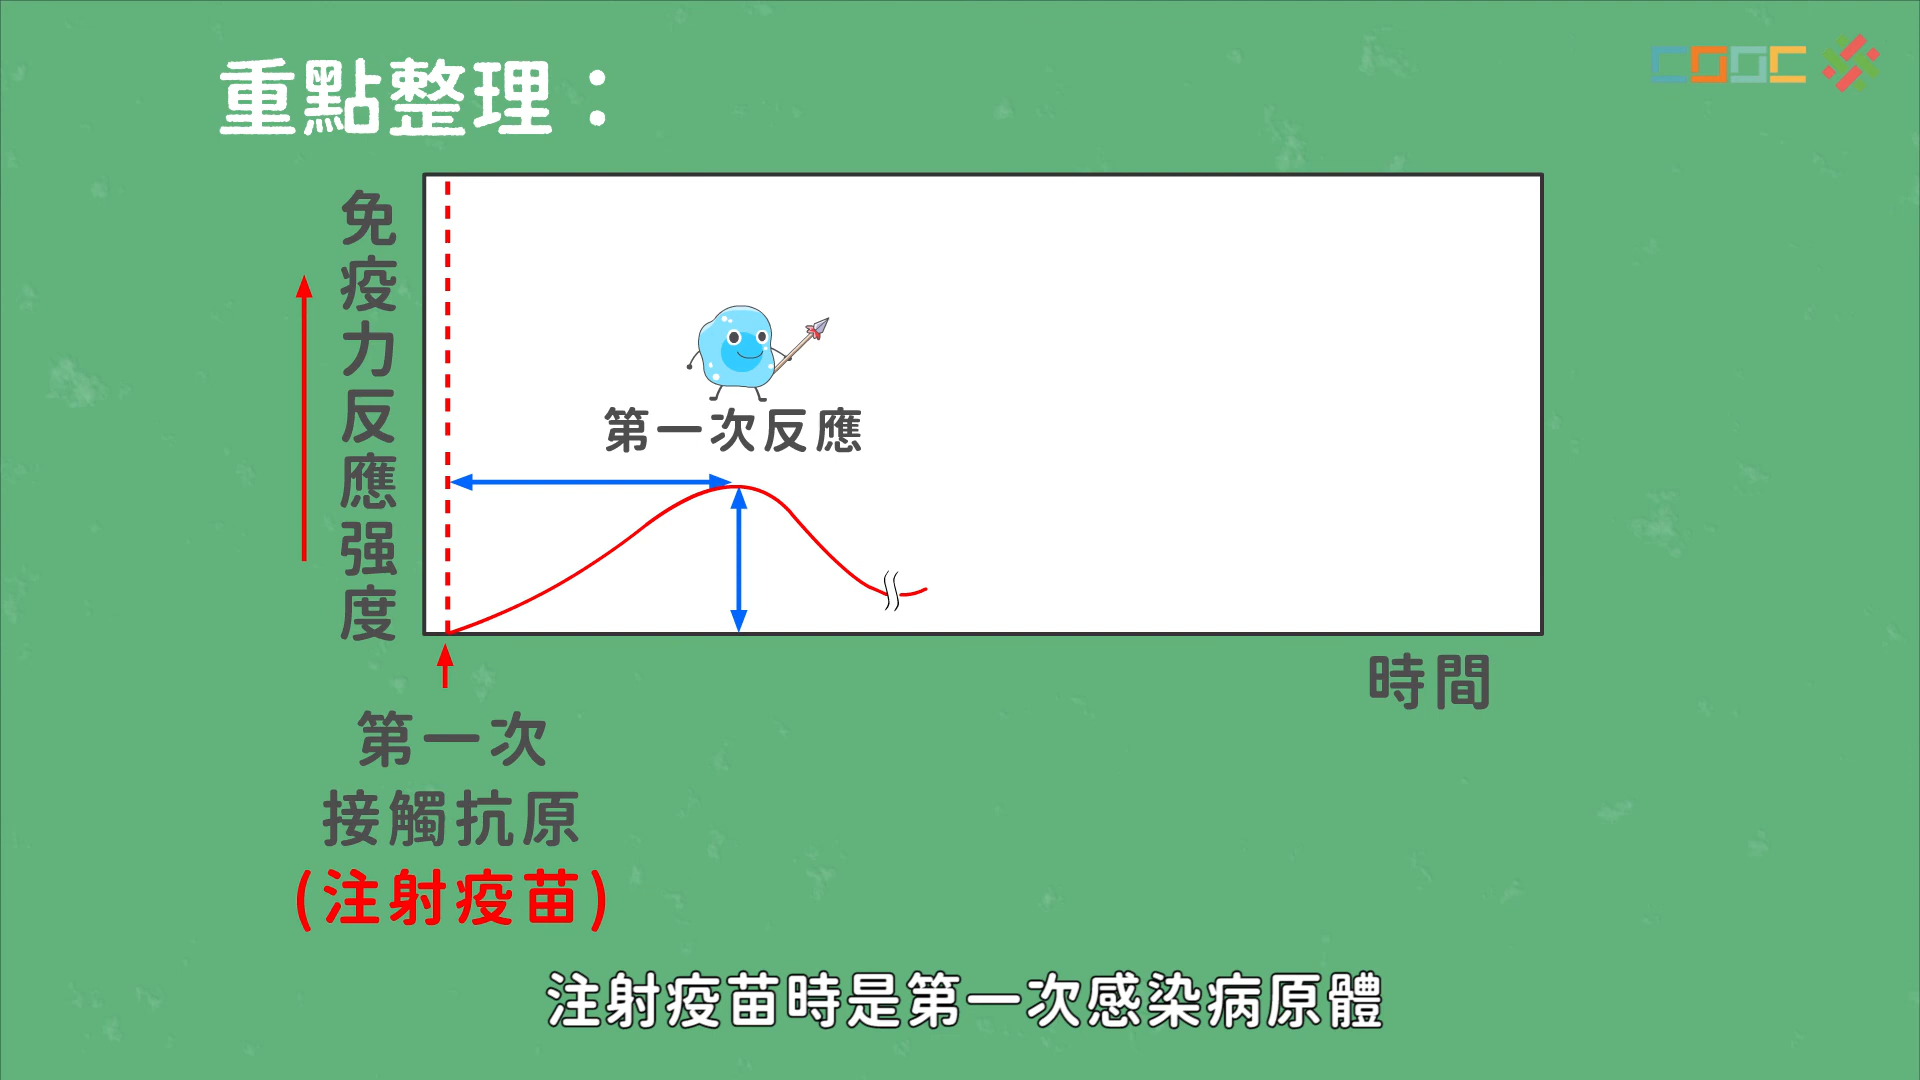 重點整理：
COOC
免疫力反應强度
第一次反應
時間
第一次
接觸抗原
(注射疫苗)
注射疫苗時是第一次感染病原體